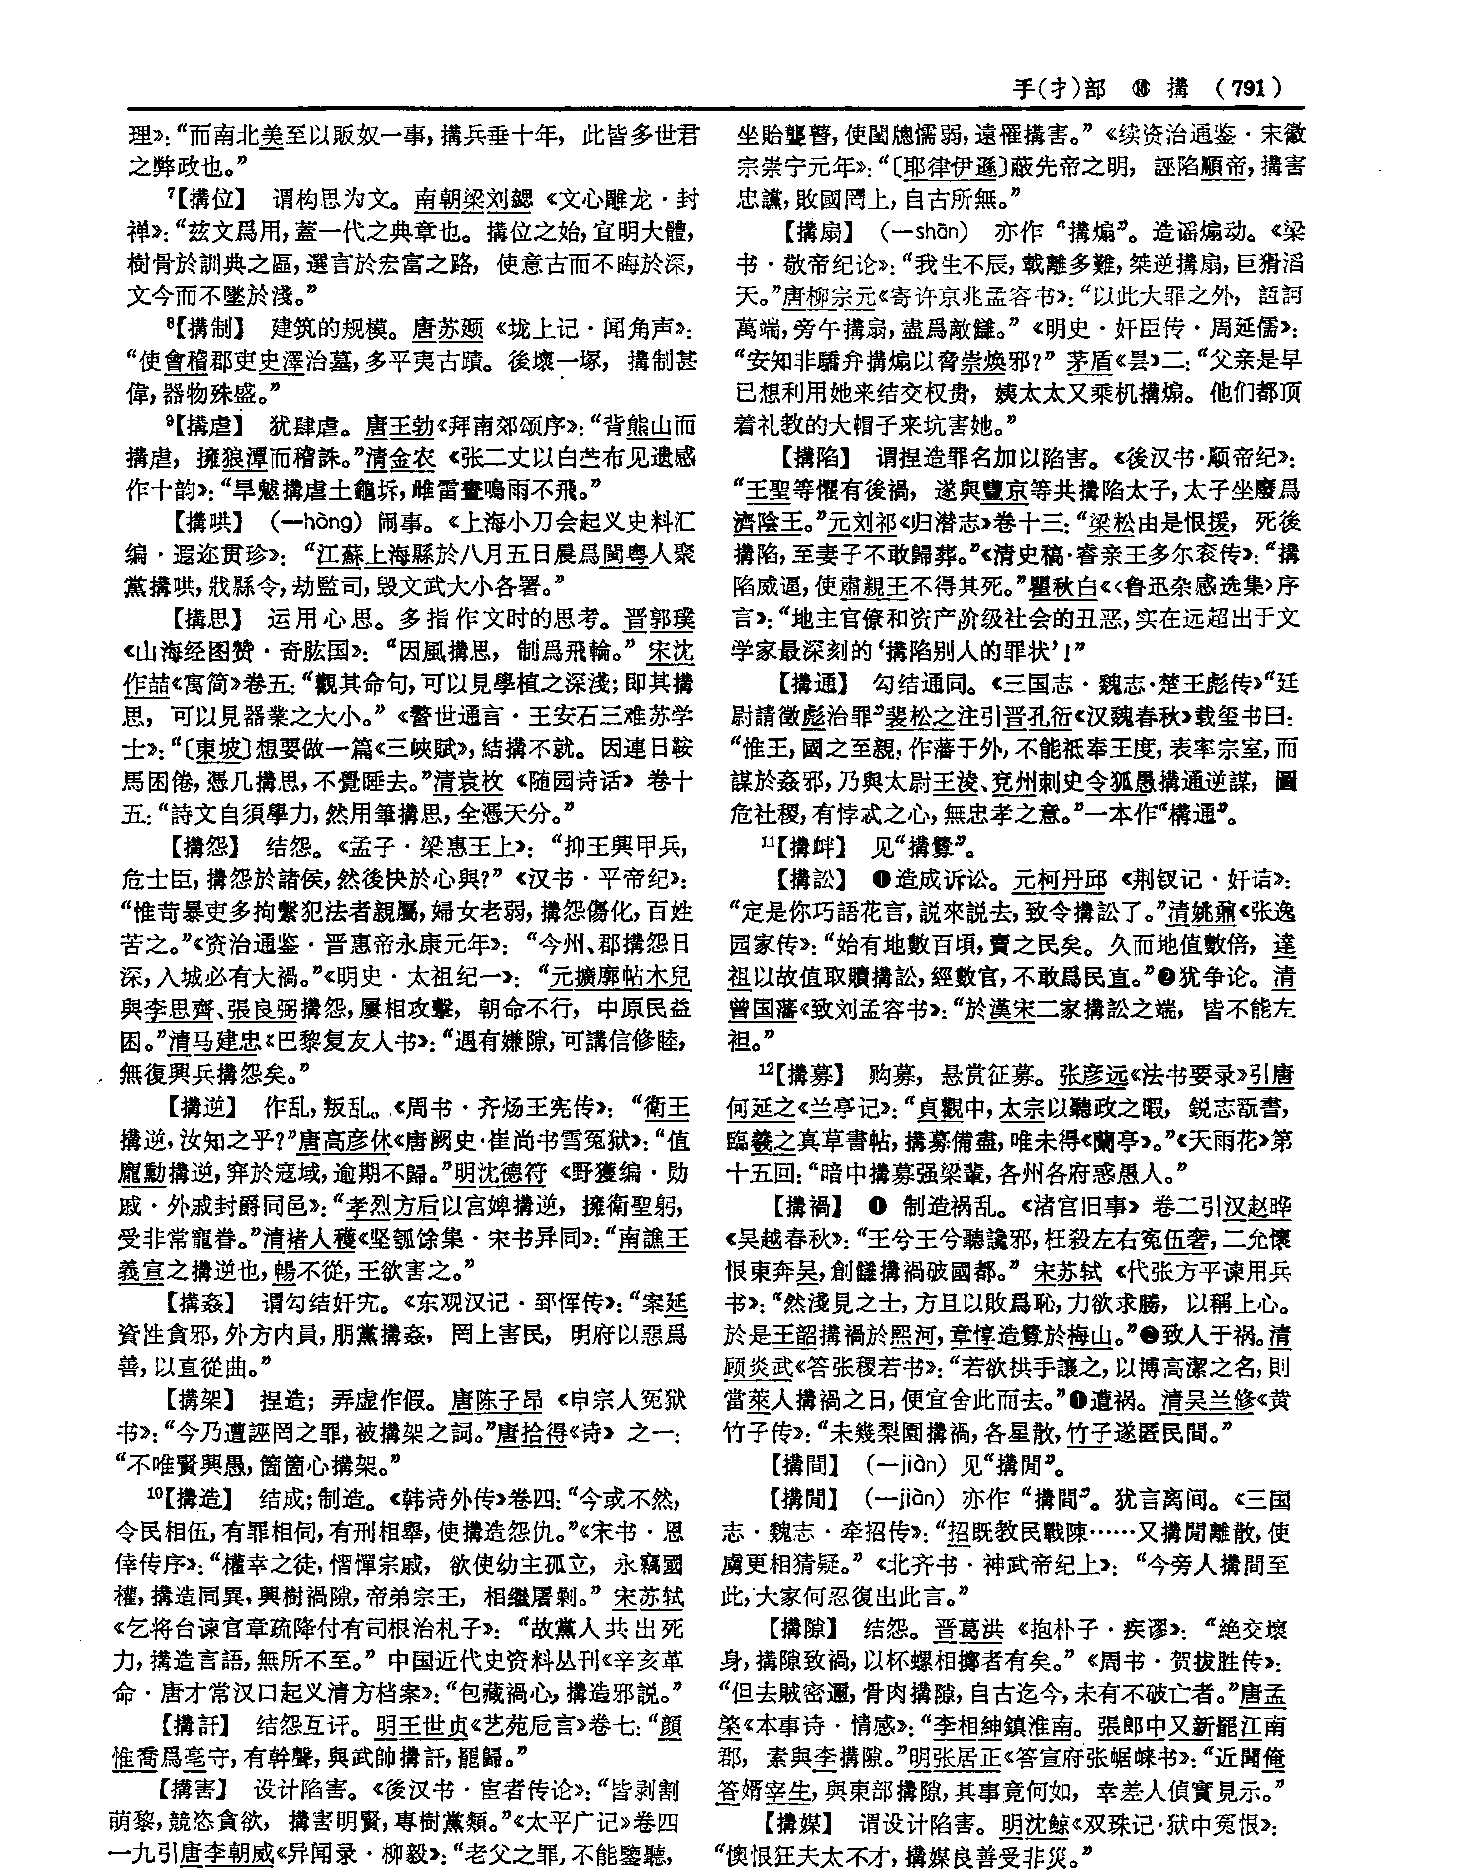 手(扌)部 ⑩ 搆 (791)
理》：“而南北美至以販奴一事，搆兵垂十年，此皆多世君
之弊政也。”
⁷【搆位】 谓构思为文。南朝梁刘勰《文心雕龙·封
禅》：“兹文爲用，蓋一代之典章也。搆位之始，宜明大體，
樹骨於訓典之區，選言於宏富之路，使意古而不晦於深，
文今而不墜於淺。”
⁸【搆制】 建筑的规模。唐苏颋《垅上记·闻角声》：
“使會稽郡吏史澤治墓，多平夷古蹟。後壞一塚，搆制甚
偉，器物殊盛。”
⁹【搆虐】 犹肆虐。唐王勃《拜南郊颂序》：“背熊山而
搆虐，擁狼潭而稽誅。”清金农《张二丈以白苎布见遗感
作十韵》：“旱魃搆虐土龜坼，雌雷晝鳴雨不飛。”
【搆哄】 （—hòng）闹事。《上海小刀会起义史料汇
编·遐迩贯珍》：“江蘇上海縣於八月五日晨爲閩粤人聚
黨搆哄，戕縣令，劫監司，毁文武大小各署。”
【搆思】 运用心思。多指作文时的思考。晋郭璞
《山海经图赞·奇肱国》：“因風搆思，制爲飛輪。”宋沈
作喆《寓简》卷五：“觀其命句，可以見學植之深淺；即其搆
思，可以見器業之大小。”《警世通言·王安石三难苏学
士》：“〔東坡〕想要做一篇《三峽賦》，結搆不就。因連日鞍
馬困倦，憑几搆思，不覺睡去。”清袁枚《随园诗话》卷十
五：“詩文自須學力，然用筆搆思，全憑天分。”
【搆怨】 结怨。《孟子·梁惠王上》：“抑王興甲兵，
危士臣，搆怨於諸侯，然後快於心與？”《汉书·平帝纪》：
“惟苛暴吏多拘繫犯法者親屬，婦女老弱，搆怨傷化，百姓
苦之。”《资治通鉴·晋惠帝永康元年》：“今州、郡搆怨日
深，入城必有大禍。”《明史·太祖纪一》：“元擴廓帖木兒
與李思齊、張良弼搆怨，屢相攻擊，朝命不行，中原民益
困。”清马建忠《巴黎复友人书》：“遇有嫌隙，可講信修睦，
無復興兵搆怨矣。”
【搆逆】 作乱，叛乱。《周书·齐炀王宪传》：“衛王
搆逆，汝知之乎？”唐高彦休《唐阙史·崔尚书雪冤狱》：“值
龐勳搆逆，穽於寇域，逾期不歸。”明沈德符《野獲编·勋
戚·外戚封爵同邑》：“孝烈方后以宫婢搆逆，擁衛聖躬，
受非常寵眷。”清褚人穫《坚瓠馀集·宋书异同》：“南譙王
義宣之搆逆也，暢不從，王欲害之。”
【搆姦】 谓勾结奸宄。《东观汉记·郅恽传》：“案延
資性貪邪，外方内員，朋黨搆姦，罔上害民，明府以惡爲
善，以直從曲。”
【搆架】 捏造；弄虚作假。唐陈子昂《申宗人冤狱
书》：“今乃遭誣罔之罪，被搆架之詞。”唐拾得《诗》之一：
“不唯賢興愚，箇箇心搆架。”
¹⁰【搆造】 结成；制造。《韩诗外传》卷四：“今或不然，
令民相伍，有罪相伺，有刑相舉，使搆造怨仇。”《宋书·恩
倖传序》：“權幸之徒，慴憚宗戚，欲使幼主孤立，永竊國
權，搆造同異，興樹禍隙，帝弟宗王，相繼屠剿。”宋苏轼
《乞将台谏官章疏降付有司根治札子》：“故黨人共出死
力，搆造言語，無所不至。”中国近代史资料丛刊《辛亥革
命·唐才常汉口起义清方档案》：“包藏禍心，搆造邪説。”
【搆訐】 结怨互讦。明王世贞《艺苑卮言》卷七：“顔
惟喬爲亳守，有幹聲，與武帥搆訐，罷歸。”
【搆害】 设计陷害。《後汉书·宦者传论》：“皆剥割
萌黎，競恣貪欲，搆害明賢，專樹黨類。”《太平广记》卷四
一九引唐李朝威《异闻录·柳毅》：“老父之罪，不能鑒聽，
坐貽聾瞽，使閨牕孺弱，遠罹搆害。”《续资治通鉴·宋徽
宗崇宁元年》：“〔耶律伊遜〕蔽先帝之明，誣陷順帝，搆害
忠讜，敗國罔上，自古所無。”
【搆扇】 （—shān）亦作“搆煽”。造谣煽动。《梁
书·敬帝纪论》：“我生不辰，載離多難，桀逆搆扇，巨猾滔
天。”唐柳宗元《寄许京兆孟容书》：“以此大罪之外，詆訶
萬端，旁午搆扇，盡爲敵讎。”《明史·奸臣传·周延儒》：
“安知非驕弁搆煽以脅崇焕邪？”茅盾《昙》二：“父亲是早
已想利用她来结交权贵，姨太太又乘机搆煽。他们都顶
着礼教的大帽子来坑害她。”
【搆陷】 谓捏造罪名加以陷害。《後汉书·顺帝纪》：
“王聖等懼有後禍，遂與豐京等共搆陷太子，太子坐廢爲
濟陰王。”元刘祁《归潜志》卷十三：“梁松由是恨援，死後
搆陷，至妻子不敢歸葬。”《清史稿·睿亲王多尔衮传》：“搆
陷威逼，使肅親王不得其死。”瞿秋白《〈鲁迅杂感选集〉序
言》：“地主官僚和资产阶级社会的丑恶，实在远超出于文
学家最深刻的‘搆陷别人的罪状’！”
【搆通】 勾结通同。《三国志·魏志·楚王彪传》“廷
尉請徵彪治罪”裴松之注引晋孔衍《汉魏春秋》载玺书曰：
“惟王，國之至親，作藩于外，不能祗奉王度，表率宗室，而
謀於姦邪，乃與太尉王淩、兖州刺史令狐愚搆通逆謀，圖
危社稷，有悖忒之心，無忠孝之意。”一本作“構通”。
¹¹【搆衅】 见“搆釁”。
【搆訟】 ❶造成诉讼。元柯丹邱《荆钗记·奸诘》：
“定是你巧語花言，説來説去，致令搆訟了。”清姚鼐《张逸
园家传》：“始有地數百頃，賣之民矣。久而地值數倍，達
祖以故值取贖搆訟，經數官，不敢爲民直。”❷犹争论。清
曾国藩《致刘孟容书》：“於漢宋二家搆訟之端，皆不能左
袒。”
¹²【搆募】 购募，悬赏征募。张彦远《法书要录》引唐
何延之《兰亭记》：“貞觀中，太宗以聽政之暇，鋭志翫書，
臨羲之真草書帖，搆募備盡，唯未得《蘭亭》。”《天雨花》第
十五回：“暗中搆募强梁輩，各州各府惑愚人。”
【搆禍】 ❶ 制造祸乱。《渚宫旧事》卷二引汉赵晔
《吴越春秋》：“王兮王兮聽讒邪，枉殺左右冤伍奢，二允懷
恨東奔吴，創讎搆禍破國都。”宋苏轼《代张方平谏用兵
书》：“然淺見之士，方且以敗爲恥，力欲求勝，以稱上心。
於是王韶搆禍於熙河，章惇造釁於梅山。”❷致人于祸。清
顾炎武《答张稷若书》：“若欲拱手讓之，以博高潔之名，則
當萊人搆禍之日，便宜舍此而去。”❶遭祸。清吴兰修《黄
竹子传》：“未幾梨園搆禍，各星散，竹子遂匿民間。”
【搆間】 （—jiàn）见“搆閒”。
【搆閒】 （—jiàn）亦作“搆間”。犹言离间。《三国
志·魏志·牵招传》：“招既教民戰陳……又搆閒離散，使
虜更相猜疑。”《北齐书·神武帝纪上》：“今旁人搆間至
此，大家何忍復出此言。”
【搆隙】 结怨。晋葛洪《抱朴子·疾谬》：“绝交壞
身，搆隙致禍，以杯螺相擲者有矣。”《周书·贺拔胜传》：
“但去賊密邇，骨肉搆隙，自古迄今，未有不破亡者。”唐孟
棨《本事诗·情感》：“李相紳鎮淮南。張郎中又新罷江南
郡，素與李搆隙。”明张居正《答宣府张崌崃书》：“近聞俺
答婿宰生，與東部搆隙，其事竟何如，幸差人偵實見示。”
【搆媒】 谓设计陷害。明沈鲸《双珠记·狱中冤恨》：
“懊恨狂夫太不才，搆媒良善受非災。”